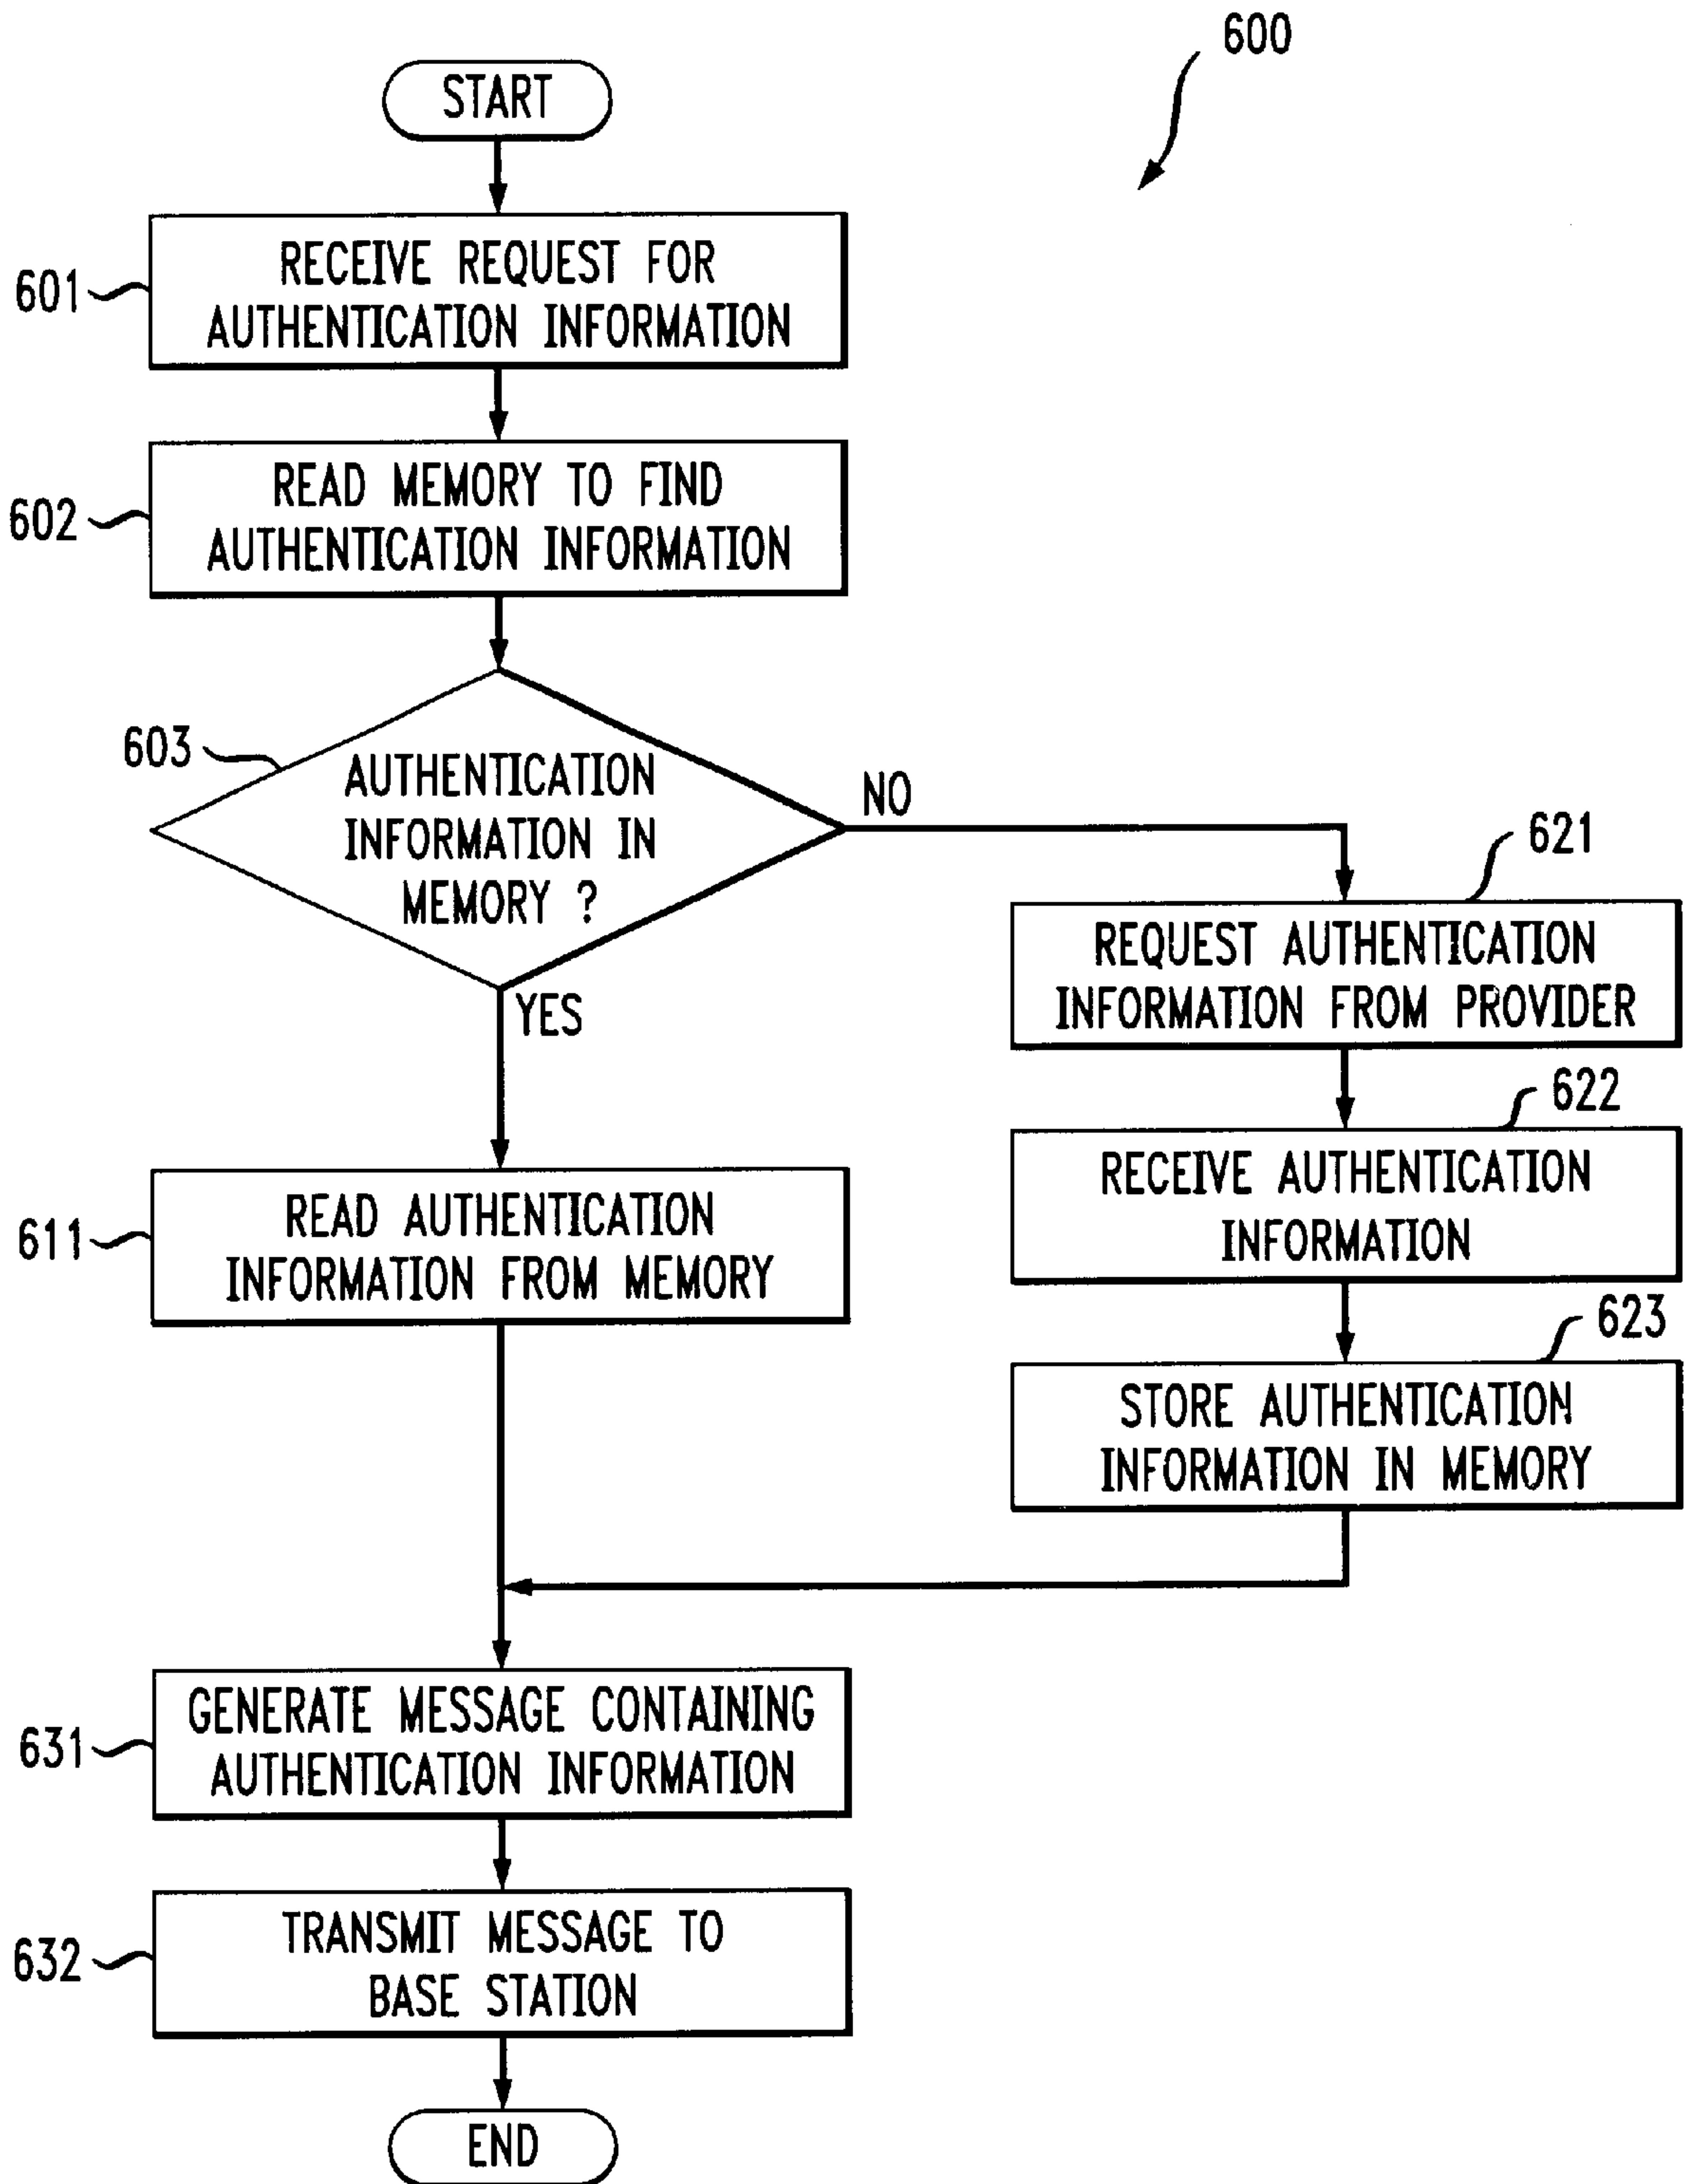 600
START
601
RECEIVE REQUEST FOR
AUTHENTICATION INFORMATION
602
READ MEMORY TO FIND
AUTHENTICATION INFORMATION
603
AUTHENTICATION
INFORMATION IN
MEMORY ?
NO
YES
621
REQUEST AUTHENTICATION
INFORMATION FROM PROVIDER
622
RECEIVE AUTHENTICATION
INFORMATION
623
STORE AUTHENTICATION
INFORMATION IN MEMORY
611
READ AUTHENTICATION
INFORMATION FROM MEMORY
631
GENERATE MESSAGE CONTAINING
AUTHENTICATION INFORMATION
632
TRANSMIT MESSAGE TO
BASE STATION
END